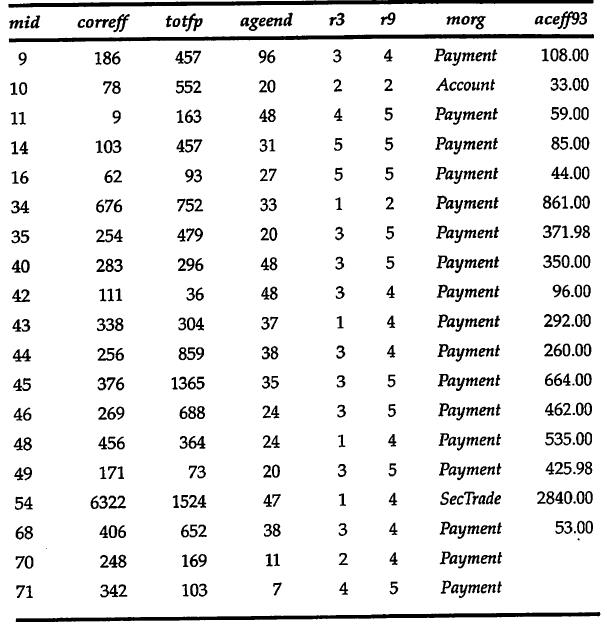 mid correff totfp ageend r3 r9 morg aceff93
9 186 457 96 3 4 Payment 108.00
10 78 552 20 2 2 Account 33.00
11 9 163 48 4 5 Payment 59.00
14 103 457 31 5 5 Payment 85.00
16 62 93 27 5 5 Payment 44.00
34 676 752 33 1 2 Payment 861.00
35 254 479 20 3 5 Payment 371.98
40 283 296 48 3 5 Payment 350.00
42 111 36 48 3 4 Payment 96.00
43 338 304 37 1 4 Payment 292.00
44 256 859 38 3 4 Payment 260.00
45 376 1365 35 3 5 Payment 664.00
46 269 688 24 3 5 Payment 462.00
48 456 364 24 1 4 Payment 535.00
49 171 73 20 3 5 Payment 425.98
54 6322 1524 47 1 4 SecTrade 2840.00
68 406 652 38 3 4 Payment 53.00
70 248 169 11 2 4 Payment
71 342 103 7 4 5 Payment